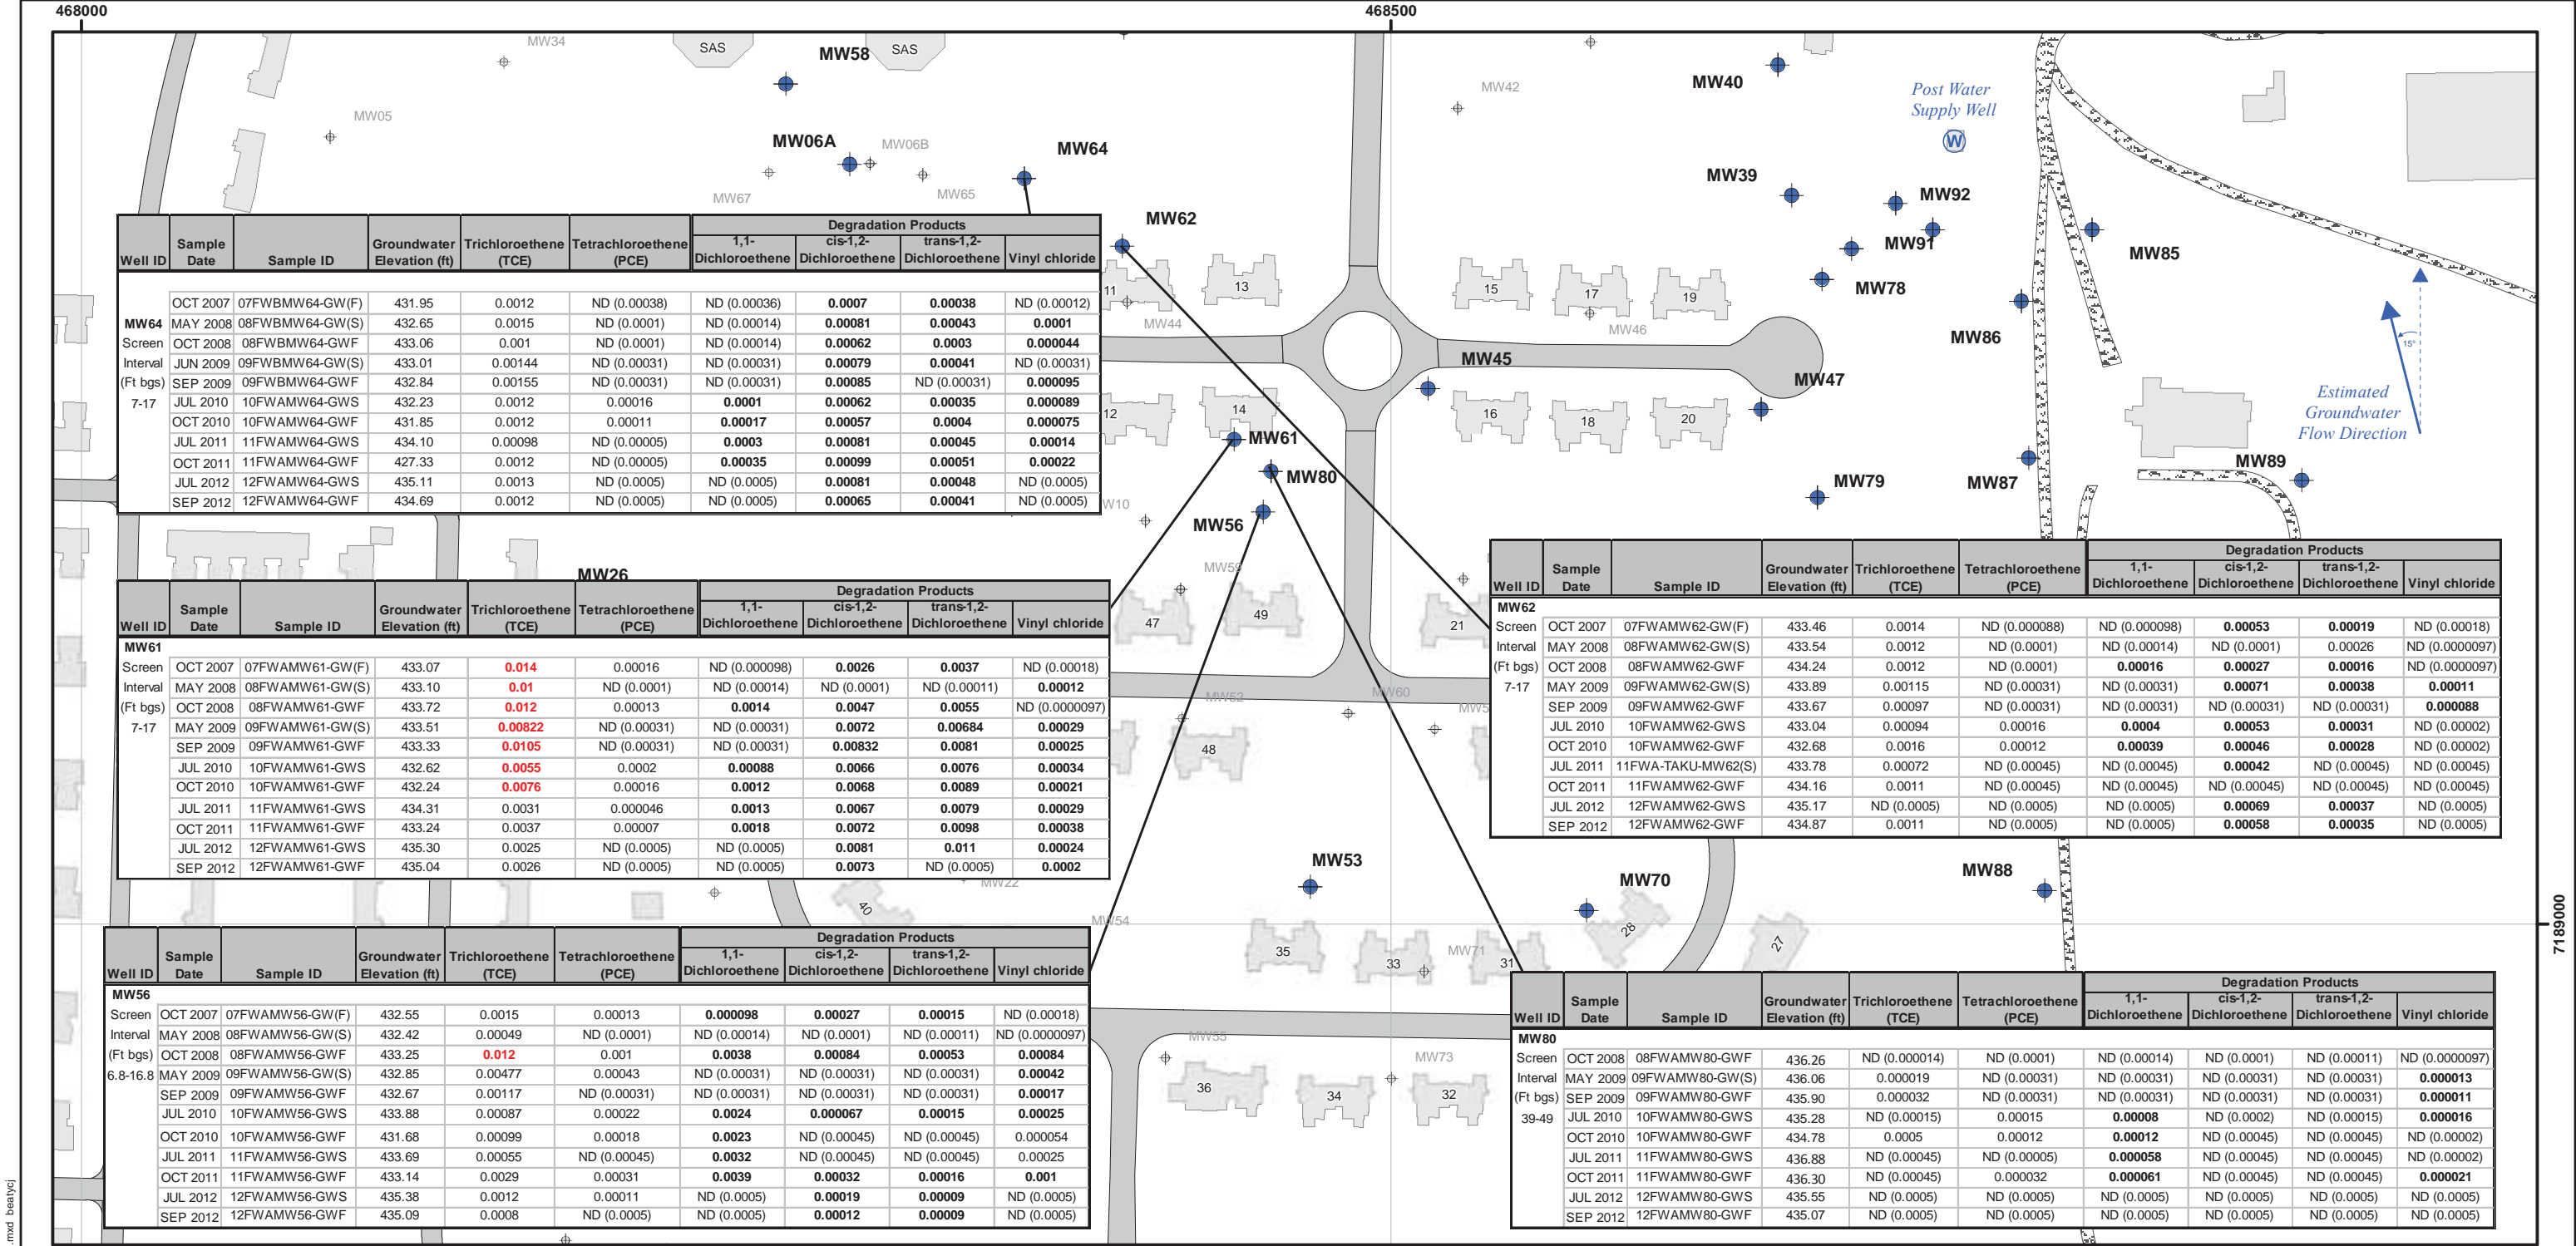 468000
468500
MW34
SAS
MW58
SAS
MW40
MW42
Post Water
Supply Well
W
MW05
MW06A
MW06B
MW64
MW67
MW65
MW39
MW92
MW62
MW91
MW85
MW78
MW86
11
13
15
17
19
MW44
MW46
MW45
MW47
15°
Estimated
Groundwater
Flow Direction
12
14
16
18
20
MW61
MW80
MW79
MW87
MW89
MW56
W10
Degradation Products
Well ID Sample Date Sample ID Groundwater Elevation (ft) Trichloroethene (TCE) Tetrachloroethene (PCE) 1,1-Dichloroethene cis-1,2-Dichloroethene trans-1,2-Dichloroethene Vinyl chloride
OCT 2007 07FWBMW64-GW(F) 431.95 0.0012 ND (0.00038) ND (0.00036) 0.0007 0.00038 ND (0.00012)
MW64 MAY 2008 08FWBMW64-GW(S) 432.65 0.0015 ND (0.0001) ND (0.00014) 0.00081 0.00043 0.0001
Screen OCT 2008 08FWBMW64-GWF 433.06 0.001 ND (0.0001) ND (0.00014) 0.00062 0.0003 0.000044
Interval JUN 2009 09FWBMW64-GW(S) 433.01 0.00144 ND (0.00031) ND (0.00031) 0.00079 0.00041 ND (0.00031)
(Ft bgs) SEP 2009 09FWBMW64-GWF 432.84 0.00155 ND (0.00031) ND (0.00031) 0.00085 ND (0.00031) 0.000095
7-17 JUL 2010 10FWAMW64-GWS 432.23 0.0012 0.00016 0.0001 0.00062 0.00035 0.000089
OCT 2010 10FWAMW64-GWF 431.85 0.0012 0.00011 0.00017 0.00057 0.0004 0.000075
JUL 2011 11FWAMW64-GWS 434.10 0.00098 ND (0.00005) 0.0003 0.00081 0.00045 0.00014
OCT 2011 11FWAMW64-GWF 427.33 0.0012 ND (0.00005) 0.00035 0.00099 0.00051 0.00022
JUL 2012 12FWAMW64-GWS 435.11 0.0013 ND (0.0005) ND (0.0005) 0.00081 0.00048 ND (0.0005)
SEP 2012 12FWAMW64-GWF 434.69 0.0012 ND (0.0005) ND (0.0005) 0.00065 0.00041 ND (0.0005)
MW26
MW59
47
49
21
Degradation Products
Well ID Sample Date Sample ID Groundwater Elevation (ft) Trichloroethene (TCE) Tetrachloroethene (PCE) 1,1-Dichloroethene cis-1,2-Dichloroethene trans-1,2-Dichloroethene Vinyl chloride
MW61
Screen OCT 2007 07FWAMW61-GW(F) 433.07 0.014 0.00016 ND (0.000098) 0.0026 0.0037 ND (0.00018)
Interval MAY 2008 08FWAMW61-GW(S) 433.10 0.01 ND (0.0001) ND (0.00014) ND (0.0001) ND (0.00011) 0.00012
(Ft bgs) OCT 2008 08FWAMW61-GWF 433.72 0.012 0.00013 0.0014 0.0047 0.0055 ND (0.0000097)
7-17 MAY 2009 09FWAMW61-GW(S) 433.51 0.00822 ND (0.00031) ND (0.00031) 0.0072 0.00684 0.00029
SEP 2009 09FWAMW61-GWF 433.33 0.0105 ND (0.00031) ND (0.00031) 0.00832 0.0081 0.00025
JUL 2010 10FWAMW61-GWS 432.62 0.0055 0.0002 0.00088 0.0066 0.0076 0.00034
OCT 2010 10FWAMW61-GWF 432.24 0.0076 0.00016 0.0012 0.0068 0.0089 0.00021
JUL 2011 11FWAMW61-GWS 434.31 0.0031 0.000046 0.0013 0.0067 0.0079 0.00029
OCT 2011 11FWAMW61-GWF 433.24 0.0037 0.00007 0.0018 0.0072 0.0098 0.00038
JUL 2012 12FWAMW61-GWS 435.30 0.0025 ND (0.0005) ND (0.0005) 0.0081 0.011 0.00024
SEP 2012 12FWAMW61-GWF 435.04 0.0026 ND (0.0005) ND (0.0005) 0.0073 ND (0.0005) 0.0002
Degradation Products
Well ID Sample Date Sample ID Groundwater Elevation (ft) Trichloroethene (TCE) Tetrachloroethene (PCE) 1,1-Dichloroethene cis-1,2-Dichloroethene trans-1,2-Dichloroethene Vinyl chloride
MW62
Screen OCT 2007 07FWAMW62-GW(F) 433.46 0.0014 ND (0.000088) ND (0.000098) 0.00053 0.00019 ND (0.00018)
Interval MAY 2008 08FWAMW62-GW(S) 433.54 0.0012 ND (0.0001) ND (0.00014) ND (0.0001) 0.00026 ND (0.0000097)
(Ft bgs) OCT 2008 08FWAMW62-GWF 434.24 0.0012 ND (0.0001) 0.00016 0.00027 0.00016 ND (0.0000097)
7-17 MAY 2009 09FWAMW62-GW(S) 433.89 0.00115 ND (0.00031) ND (0.00031) 0.00071 0.00038 0.00011
SEP 2009 09FWAMW62-GWF 433.67 0.00097 ND (0.00031) ND (0.00031) ND (0.00031) ND (0.00031) 0.000088
JUL 2010 10FWAMW62-GWS 433.04 0.00094 0.00016 0.0004 0.00053 0.00031 ND (0.00002)
OCT 2010 10FWAMW62-GWF 432.68 0.0016 0.00012 0.00039 0.00046 0.00028 ND (0.00002)
JUL 2011 11FWA-TAKU-MW62(S) 433.78 0.00072 ND (0.00045) ND (0.00045) 0.00042 ND (0.00045) ND (0.00045)
OCT 2011 11FWAMW62-GWF 434.16 0.0011 ND (0.00045) ND (0.00045) ND (0.00045) ND (0.00045) ND (0.00045)
JUL 2012 12FWAMW62-GWS 435.17 ND (0.0005) ND (0.0005) ND (0.0005) 0.00069 0.00037 ND (0.0005)
SEP 2012 12FWAMW62-GWF 434.87 0.0011 ND (0.0005) ND (0.0005) 0.00058 0.00035 ND (0.0005)
MW52
MW60
MW5
48
MW53
MW70
MW88
MW22
40
MW54
35
33
MW71
31
28
27
7189000
Degradation Products
Well ID Sample Date Sample ID Groundwater Elevation (ft) Trichloroethene (TCE) Tetrachloroethene (PCE) 1,1-Dichloroethene cis-1,2-Dichloroethene trans-1,2-Dichloroethene Vinyl chloride
MW56
Screen OCT 2007 07FWAMW56-GW(F) 432.55 0.0015 0.00013 0.000098 0.00027 0.00015 ND (0.00018)
Interval MAY 2008 08FWAMW56-GW(S) 432.42 0.00049 ND (0.0001) ND (0.00014) ND (0.0001) ND (0.00011) ND (0.0000097)
(Ft bgs) OCT 2008 08FWAMW56-GWF 433.25 0.012 0.001 0.0038 0.00084 0.00053 0.00084
6.8-16.8 MAY 2009 09FWAMW56-GW(S) 432.85 0.00477 0.00043 ND (0.00031) ND (0.00031) ND (0.00031) 0.00042
SEP 2009 09FWAMW56-GWF 432.67 0.00117 ND (0.00031) ND (0.00031) ND (0.00031) ND (0.00031) 0.00017
JUL 2010 10FWAMW56-GWS 433.88 0.00087 0.00022 0.0024 0.000067 0.00015 0.00025
OCT 2010 10FWAMW56-GWF 431.68 0.00099 0.00018 0.0023 ND (0.00045) ND (0.00045) 0.000054
JUL 2011 11FWAMW56-GWS 433.69 0.00055 ND (0.00045) 0.0032 ND (0.00045) ND (0.00045) 0.00025
OCT 2011 11FWAMW56-GWF 433.14 0.0029 0.00031 0.0039 0.00032 0.00016 0.001
JUL 2012 12FWAMW56-GWS 435.38 0.0012 0.00011 ND (0.0005) 0.00019 0.00009 ND (0.0005)
SEP 2012 12FWAMW56-GWF 435.09 0.0008 ND (0.0005) ND (0.0005) 0.00012 0.00009 ND (0.0005)
MW55
MW73
36
34
32
Degradation Products
Well ID Sample Date Sample ID Groundwater Elevation (ft) Trichloroethene (TCE) Tetrachloroethene (PCE) 1,1-Dichloroethene cis-1,2-Dichloroethene trans-1,2-Dichloroethene Vinyl chloride
MW80
Screen OCT 2008 08FWAMW80-GWF 436.26 ND (0.000014) ND (0.0001) ND (0.00014) ND (0.0001) ND (0.00011) ND (0.0000097)
Interval MAY 2009 09FWAMW80-GW(S) 436.06 0.000019 ND (0.00031) ND (0.00031) ND (0.00031) ND (0.00031) 0.000013
(Ft bgs) SEP 2009 09FWAMW80-GWF 435.90 0.000032 ND (0.00031) ND (0.00031) ND (0.00031) ND (0.00031) 0.000011
39-49 JUL 2010 10FWAMW80-GWS 435.28 ND (0.00015) 0.00015 0.00008 ND (0.0002) ND (0.00015) 0.000016
OCT 2010 10FWAMW80-GWF 434.78 0.0005 0.00012 0.00012 ND (0.00045) ND (0.00045) ND (0.00002)
JUL 2011 11FWAMW80-GWS 436.88 ND (0.00045) ND (0.00005) 0.000058 ND (0.00045) ND (0.00045) ND (0.00002)
OCT 2011 11FWAMW80-GWF 436.30 ND (0.00045) 0.000032 0.000061 ND (0.00045) ND (0.00045) 0.000021
JUL 2012 12FWAMW80-GWS 435.55 ND (0.0005) ND (0.0005) ND (0.0005) ND (0.0005) ND (0.0005) ND (0.0005)
SEP 2012 12FWAMW80-GWF 435.07 ND (0.0005) ND (0.0005) ND (0.0005) ND (0.0005) ND (0.0005) ND (0.0005)
.mxd beatycj